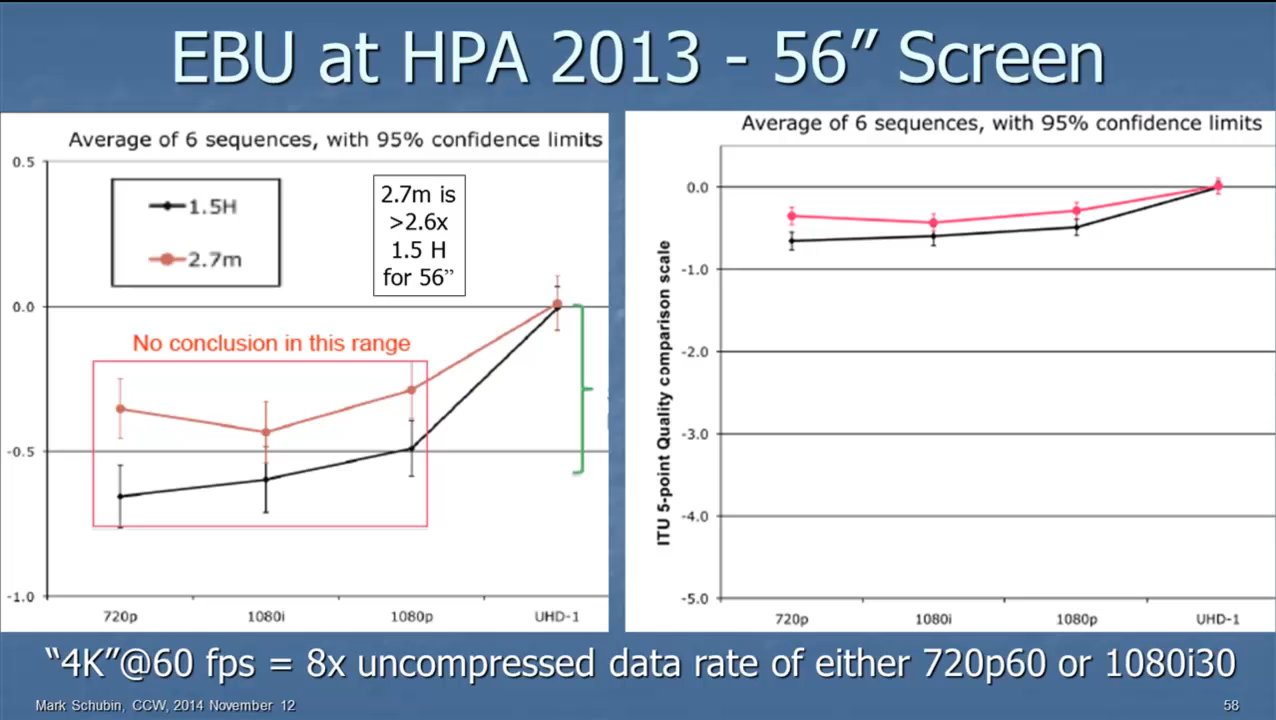 EBU at HPA 2013 - 56” Screen
Average of 6 sequences, with 95% confidence limits
0.5
1.5H
2.7m
2.7m is
>2.6x
1.5 H
for 56”
0.0
No conclusion in this range
-0.5
-1.0
720p
1080i
1080p
UHD-1
Average of 6 sequences, with 95% confidence limits
ITU 5-point Quality comparison scale
0.0
-1.0
-2.0
-3.0
-4.0
-5.0
720p
1080i
1080p
UHD-1
“4K”@60 fps = 8x uncompressed data rate of either 720p60 or 1080i30
Mark Schubin, CCW, 2014 November 12
58